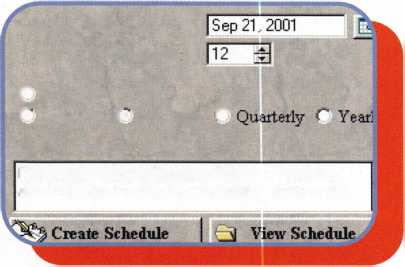 Sep 21, 2001
12
Quarterly
Create Schedule View Schedule